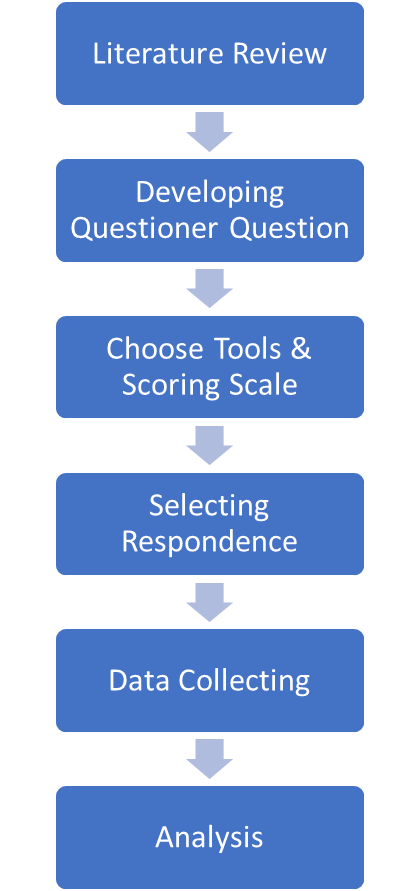 Literature Review
Developing
Questioner Question
Choose Tools &
Scoring Scale
Selecting
Respondence
Data Collecting
Analysis